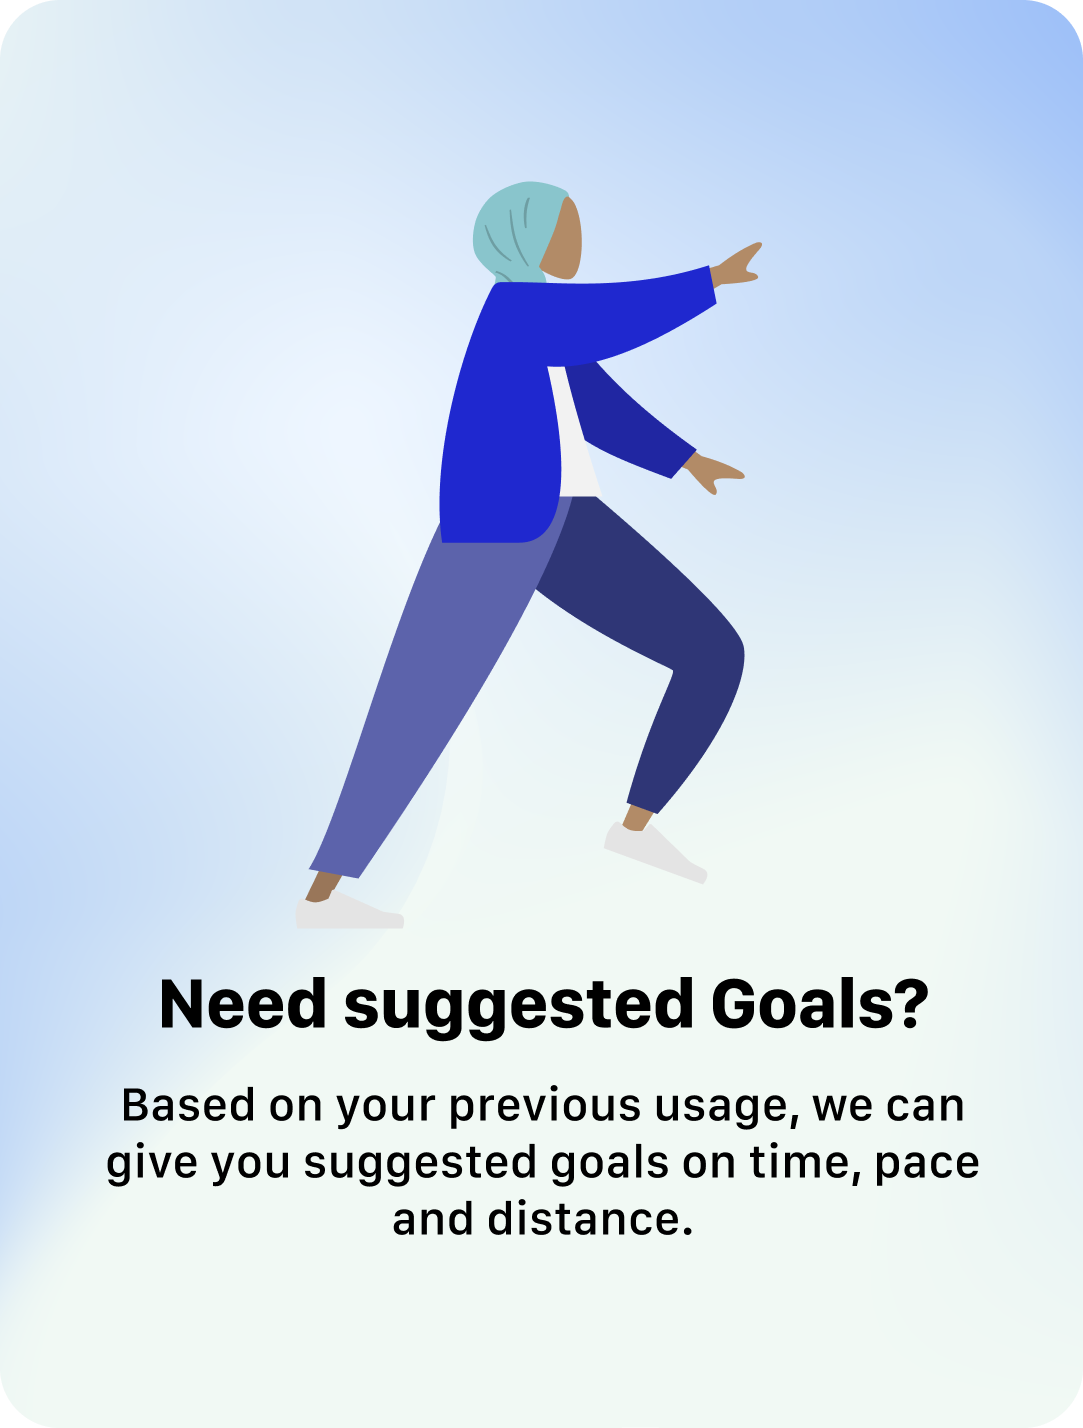 Need suggested Goals?
Based on your previous usage, we can
give you suggested goals on time, pace
and distance.